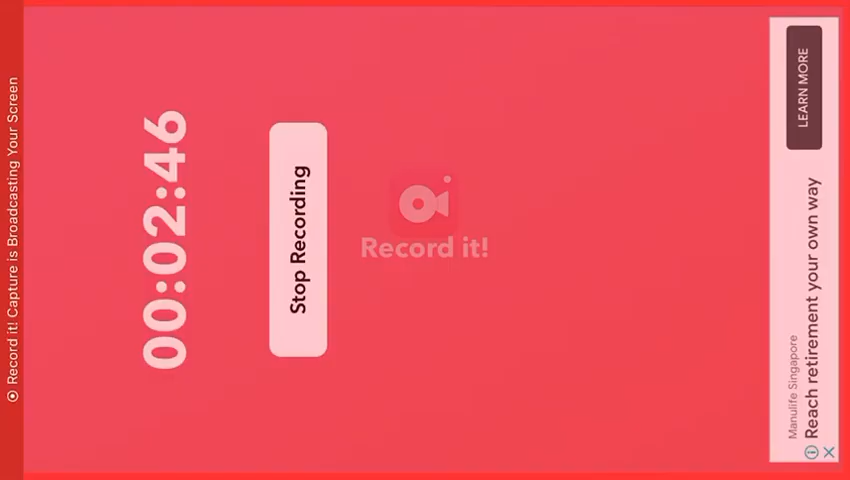 Record it! Capture is Broadcasting Your Screen
00:02:46
Stop Recording
Record it!
Manulife Singapore
Reach retirement your own way
LEARN MORE